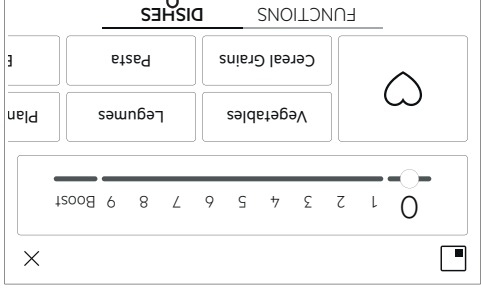 0 1 2 3 4 5 6 7 8 9 Boost
Vegetables Legumes Plan
Cereal Grains Pasta
FUNCTIONS DISHES